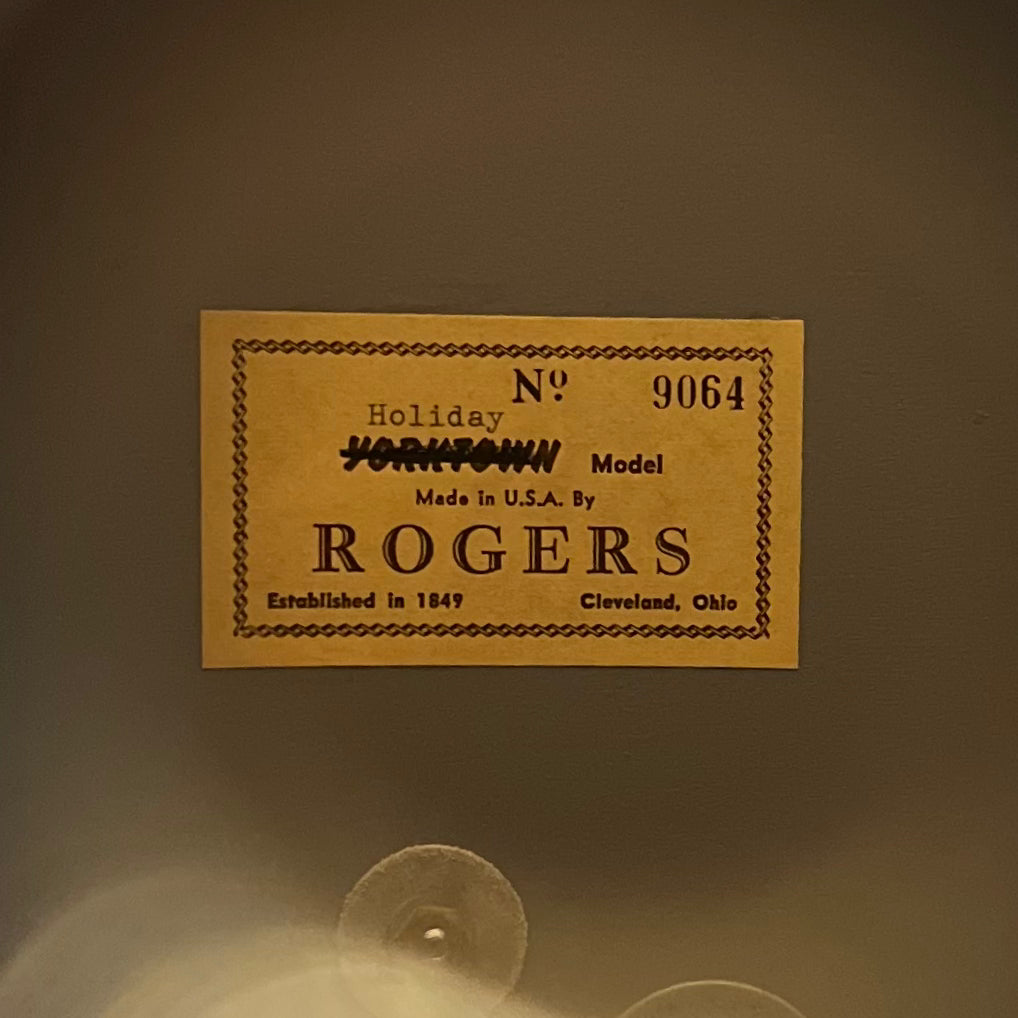 Nº 9064
Holiday
YORKTOWN Model
Made in U.S.A. By
ROGERS
Established in 1849 Cleveland, Ohio